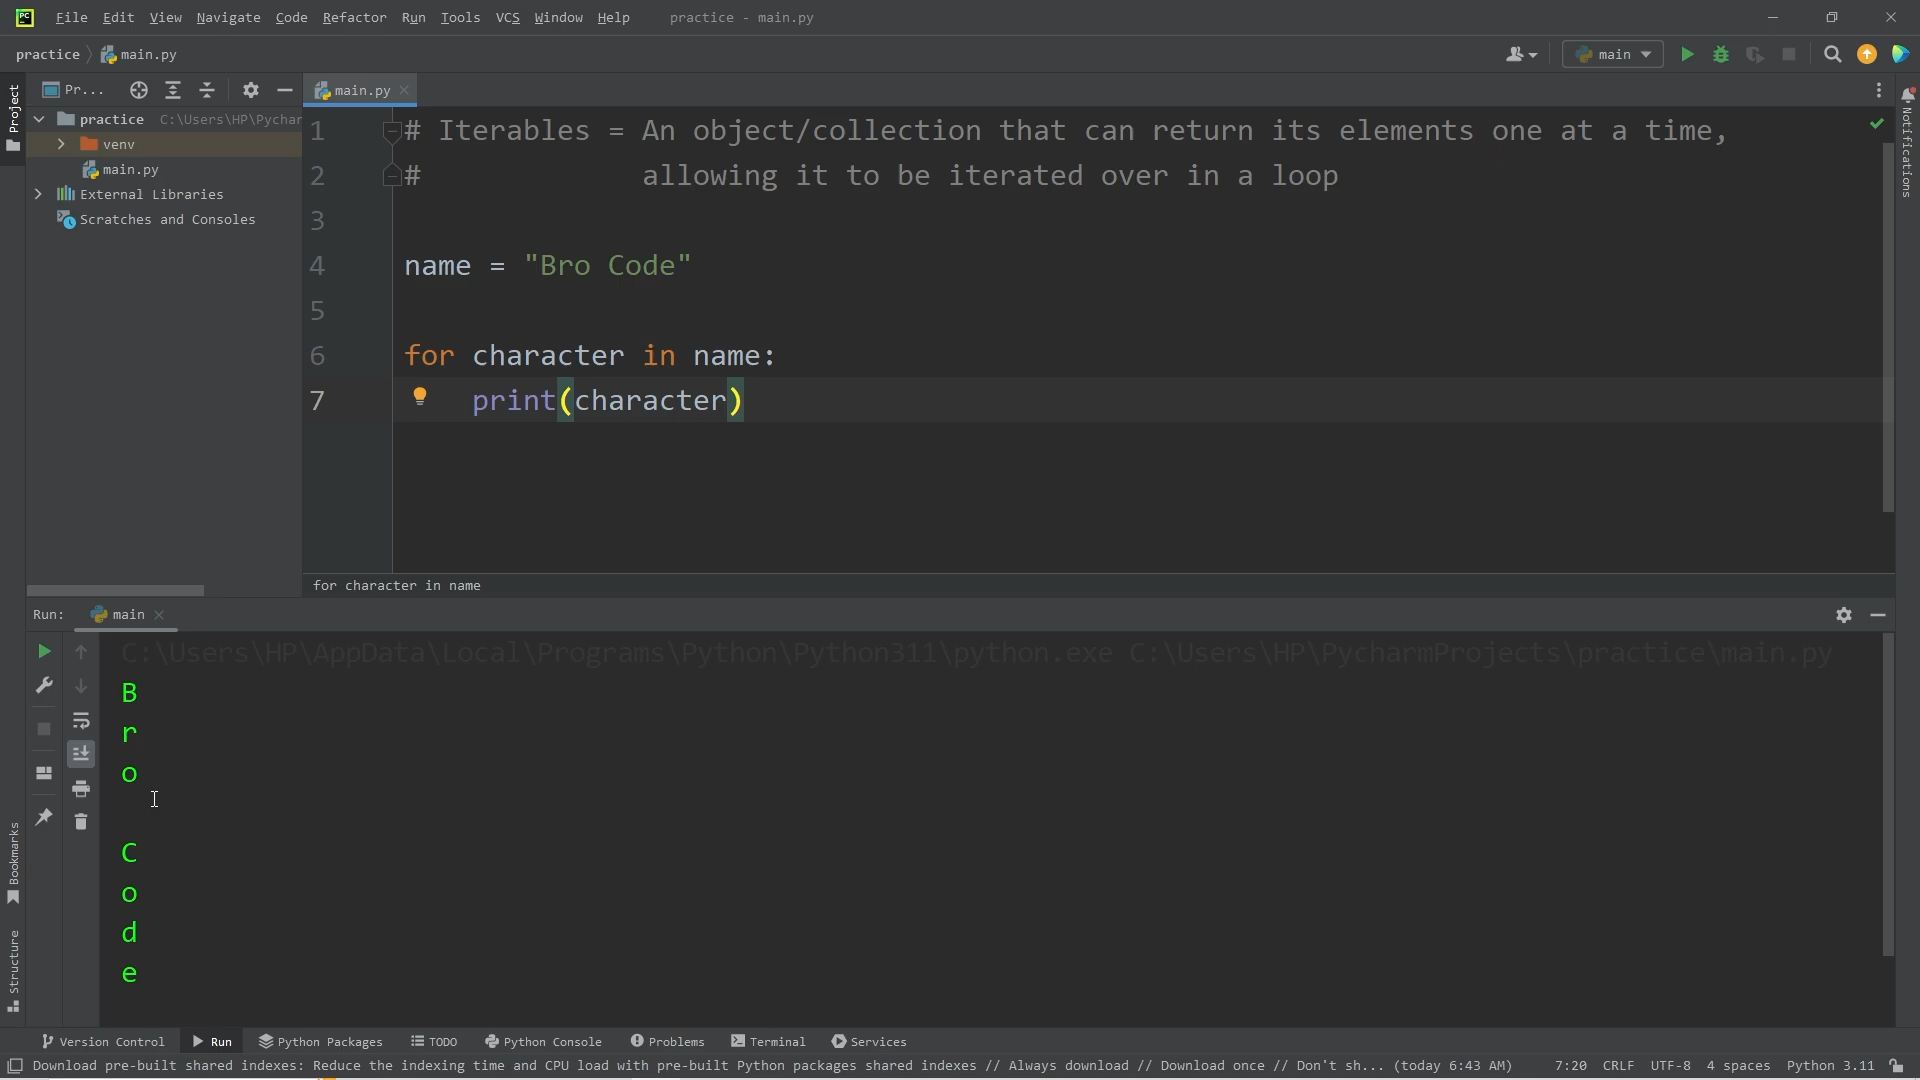 File Edit View Navigate Code Refactor Run Tools VCS Window Help practice - main.py
practice main.py main
Project
Pr... main.py
practice C:\Users\HP\Pychar
venv
main.py
External Libraries
Scratches and Consoles
1 # Iterables = An object/collection that can return its elements one at a time,
2 # allowing it to be iterated over in a loop
3
4 name = "Bro Code"
5
6 for character in name:
7 print(character)
for character in name
Notifications
Run: main
C:\Users\HP\AppData\Local\Programs\Python\Python311\python.exe C:\Users\HP\PycharmProjects\practice\main.py
B
r
o
C
o
d
e
Bookmarks
Structure
Version Control Run Python Packages TODO Python Console Problems Terminal Services
Download pre-built shared indexes: Reduce the indexing time and CPU load with pre-built Python packages shared indexes // Always download // Download once // Don't sh... (today 6:43 AM) 7:20 CRLF UTF-8 4 spaces Python 3.11